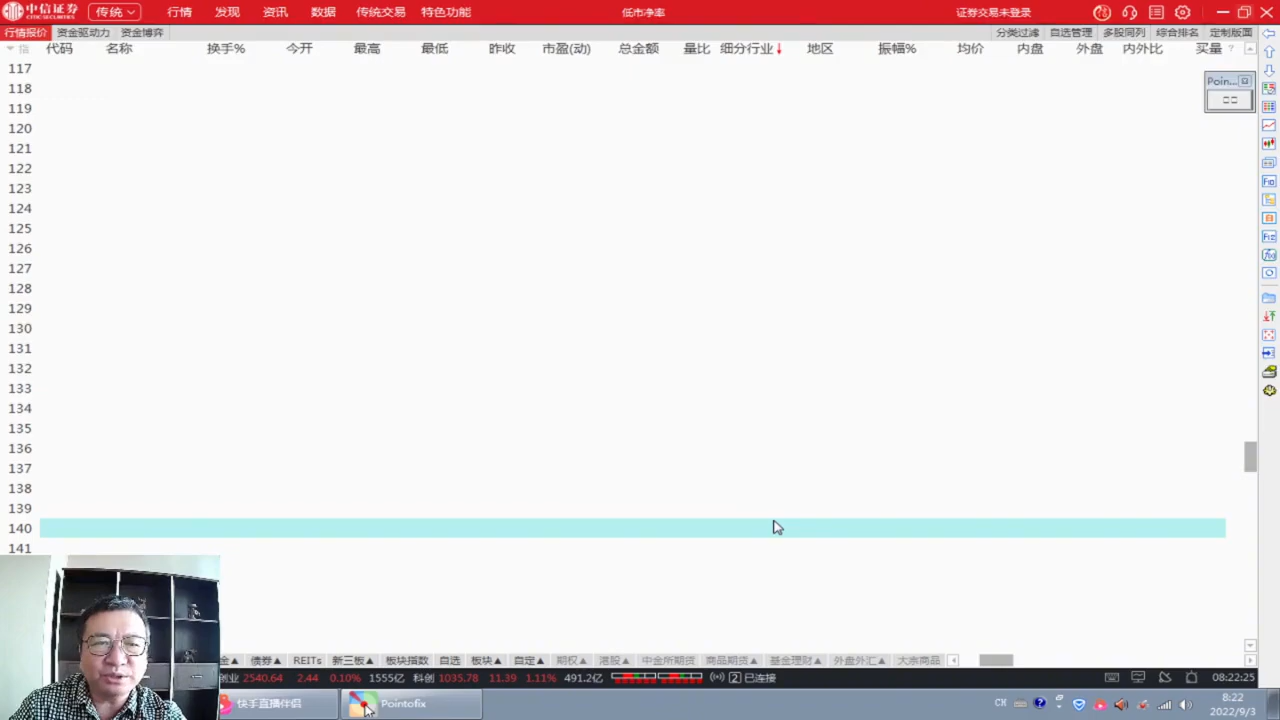 中信证券
CITIC SECURITIES
传统
行情
发现
资讯
数据
传统交易
特色功能
低市净率
证券交易未登录
行情报价
资金驱动力
资金博弈
分类过滤
自选管理
多股同列
综合排名
定制版面
代码
名称
换手%
今开
最高
最低
昨收
市盈(动)
总金额
量比
细分行业↓
地区
振幅%
均价
内盘
外盘
内外比
买量
117
118
119
120
121
122
123
124
125
126
127
128
129
130
131
132
133
134
135
136
137
138
139
140
141
Poin...
F10
金▲
债券▲
REITs
新三板▲
板块指数
自选
板块▲
自定▲
期权▲
港股▲
中金所期货
商品期货▲
基金理财▲
外盘外汇▲
大宗商品
创业 2540.64 2.44 0.10% 1555亿 科创 1035.78 11.39 1.11% 491.2亿
2 已连接
08:22:25
快手直播伴侣
Pointofix
CH
8:22
2022/9/3